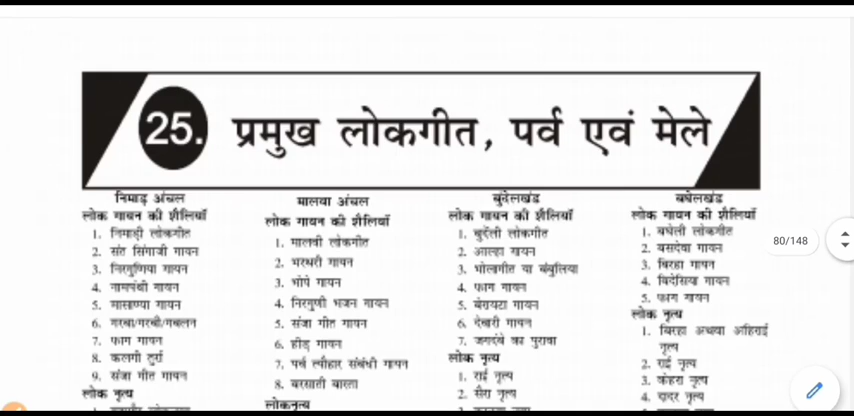 25. प्रमुख लोकगीत, पर्व एवं मेले
निमाड़ अंचल
लोक गायन की शैलियाँ
1. निमाड़ी लोकगीत
2. संत सिंगाजी गायन
3. निरगुणिया गायन
4. नाथपंथी गायन
5. मासाण्या गायन
6. गरबा/गरबी/गवलन
7. फाग गायन
8. कलगी तुर्रा
9. संजा गीत गायन
लोक नृत्य
मालवा अंचल
लोक गायन की शैलियाँ
1. मालवी लोकगीत
2. भरथरी गायन
3. भोपे गायन
4. निरगुणी भजन गायन
5. संजा गीत गायन
6. हीड़ गायन
7. पर्व त्यौहार संबंधी गायन
8. बरसाती बारता
लोकनृत्य
बुंदेलखंड
लोक गायन की शैलियाँ
1. बुंदेली लोकगीत
2. आल्हा गायन
3. भोलागीत या बंबुलिया
4. फाग गायन
5. बेरायटा गायन
6. देवारी गायन
7. जगदेव का पुवारा
लोक नृत्य
1. राई नृत्य
2. सैरा नृत्य
बघेलखंड
लोक गायन की शैलियाँ
1. बघेली लोकगीत
2. बसदेवा गायन
3. बिरहा गायन
4. बिदेसिया गायन
5. फाग गायन
लोक नृत्य
1. बिरहा अथवा अहिराई
नृत्य
2. राई नृत्य
3. केहरा नृत्य
4. दादर नृत्य
80/148